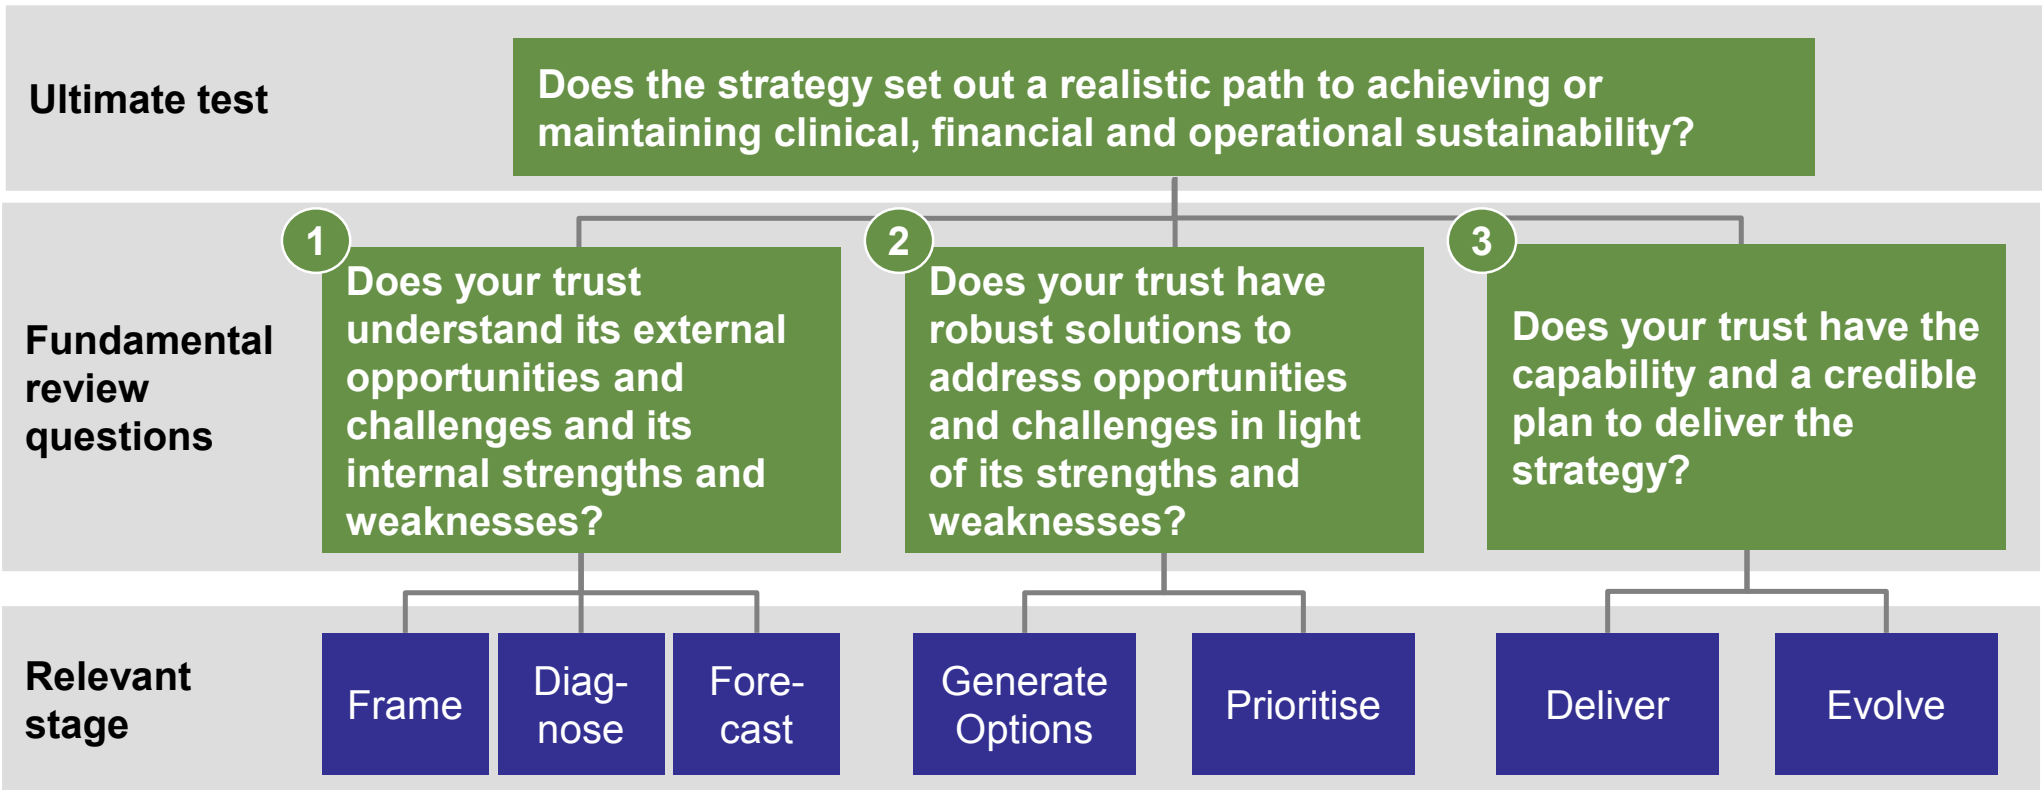 Ultimate test
Does the strategy set out a realistic path to achieving or
maintaining clinical, financial and operational sustainability?
Fundamental
review
questions
1
Does your trust
understand its external
opportunities and
challenges and its
internal strengths and
weaknesses?
2
Does your trust have
robust solutions to
address opportunities
and challenges in light
of its strengths and
weaknesses?
3
Does your trust have the
capability and a credible
plan to deliver the
strategy?
Relevant
stage
Frame
Diag-
nose
Fore-
cast
Generate
Options
Prioritise
Deliver
Evolve